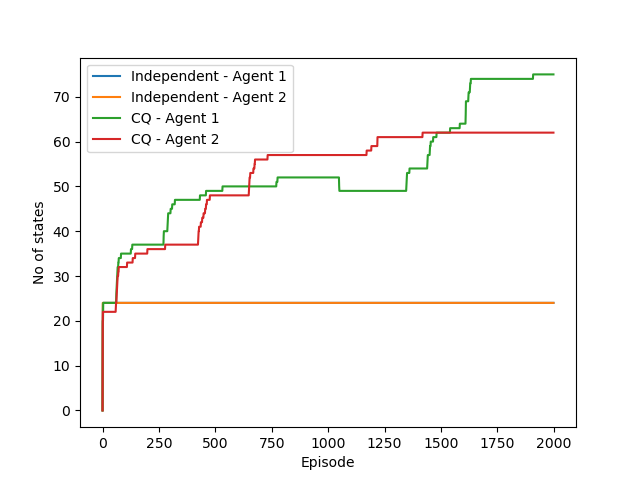 Independent - Agent 1
Independent - Agent 2
CQ - Agent 1
CQ - Agent 2
70
60
50
40
30
20
10
0
No of states
0 250 500 750 1000 1250 1500 1750 2000
Episode